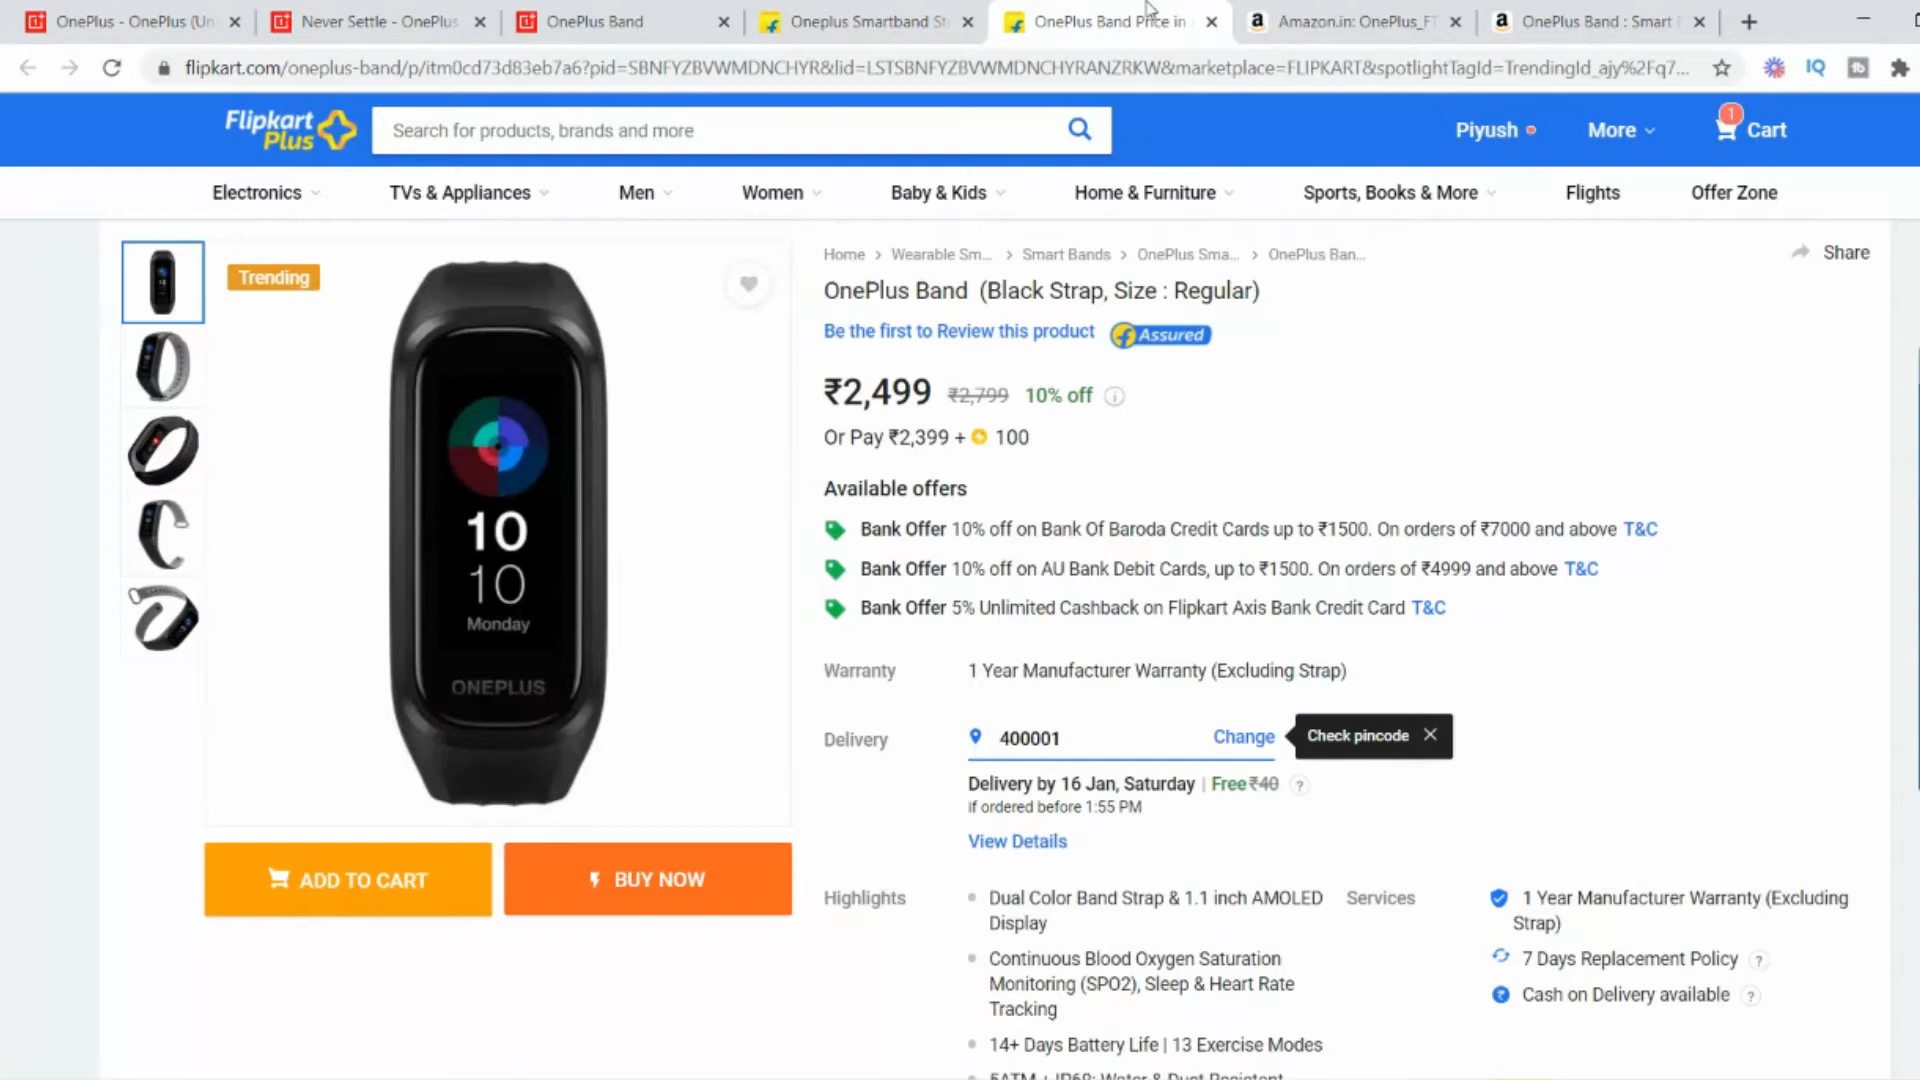 OnePlus - OnePlus (Un
Never Settle - OnePlus
OnePlus Band
Oneplus Smartband St
OnePlus Band Price in
Amazon.in: OnePlus_FT
OnePlus Band : Smart
flipkart.com/oneplus-band/p/itm0cd73d83eb7a6?pid=SBNFYZBVWMDNCHYR&lid=LSTSBNFYZBVWMDNCHYRANZRKW&marketplace=FLIPKART&spotlightTagId=TrendingId_ajy%2Fq7...
IQ
Flipkart
Plus
Search for products, brands and more
Piyush
More
1
Cart
Electronics
TVs & Appliances
Men
Women
Baby & Kids
Home & Furniture
Sports, Books & More
Flights
Offer Zone
Trending
10
10
Monday
ONEPLUS
ADD TO CART
BUY NOW
Home > Wearable Sm... > Smart Bands > OnePlus Sma... > OnePlus Ban...
Share
OnePlus Band (Black Strap, Size : Regular)
Be the first to Review this product
f Assured
₹2,499 ₹2,799 10% off
Or Pay ₹2,399 + 100
Available offers
Bank Offer 10% off on Bank Of Baroda Credit Cards up to ₹1500. On orders of ₹7000 and above T&C
Bank Offer 10% off on AU Bank Debit Cards, up to ₹1500. On orders of ₹4999 and above T&C
Bank Offer 5% Unlimited Cashback on Flipkart Axis Bank Credit Card T&C
Warranty
1 Year Manufacturer Warranty (Excluding Strap)
Delivery
400001
Change
Check pincode
Delivery by 16 Jan, Saturday | Free ₹40 ?
if ordered before 1:55 PM
View Details
Highlights
Dual Color Band Strap & 1.1 inch AMOLED
Display
Continuous Blood Oxygen Saturation
Monitoring (SPO2), Sleep & Heart Rate
Tracking
14+ Days Battery Life | 13 Exercise Modes
5ATM + IP68: Water & Dust Resistant
Services
1 Year Manufacturer Warranty (Excluding
Strap)
7 Days Replacement Policy ?
Cash on Delivery available ?